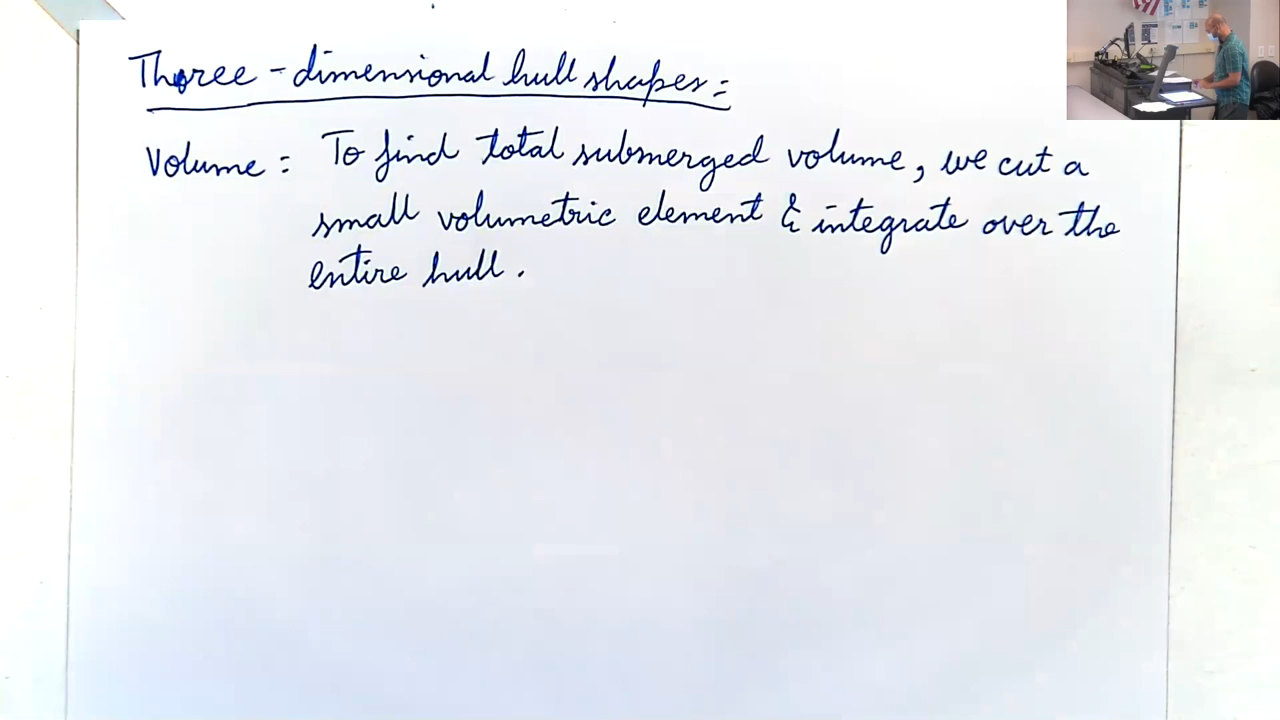 Three - dimensional hull shapes :
Volume : To find total submerged volume, we cut a
small volumetric element & integrate over the
entire hull.